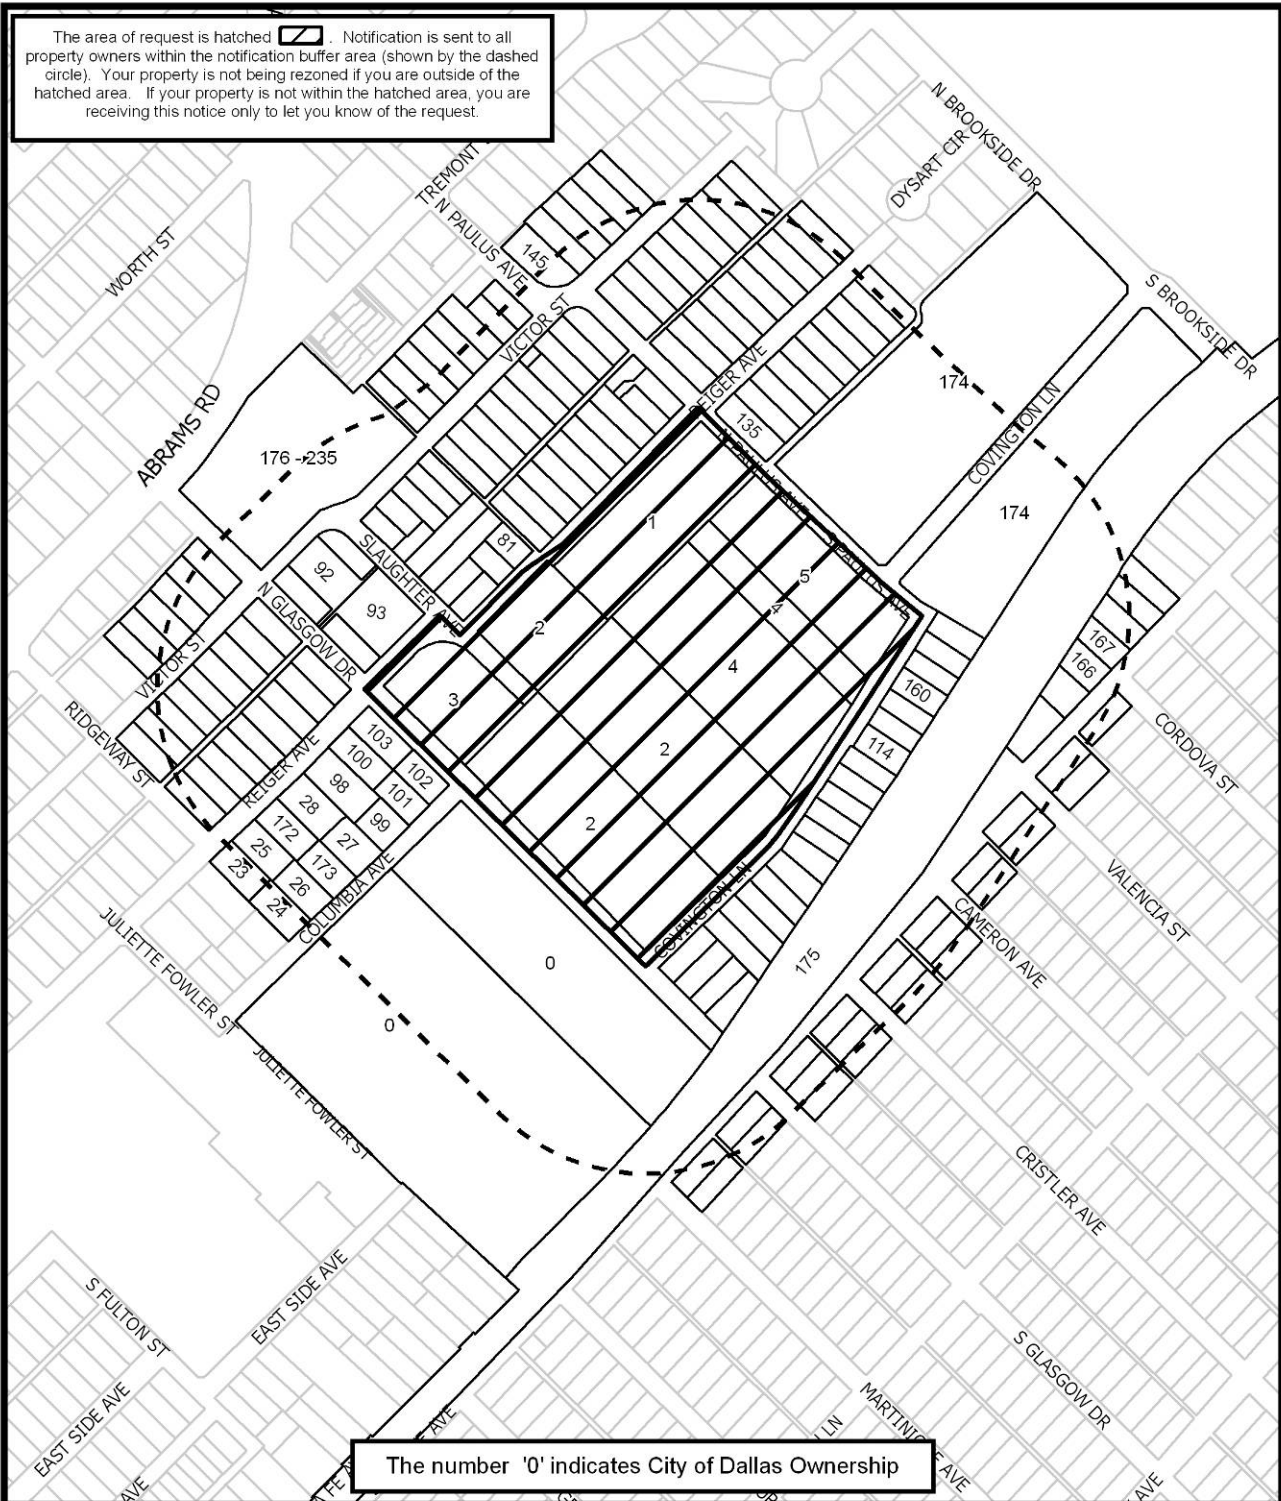 The area of request is hatched . Notification is sent to all
property owners within the notification buffer area (shown by the dashed
circle). Your property is not being rezoned if you are outside of the
hatched area. If your property is not within the hatched area, you are
receiving this notice only to let you know of the request.
N BROOKSIDE DR
DYSART CIR
TREMONT
N PAULUS AVE
WORTH ST
145
S BROOKSIDE DR
VICTOR ST
REIGER AVE
174
ABRAMS RD
COVINGTON LN
135
N PAULUS AVE
176 - 235
174
1
81
SLAUGHTER AVE
S PAULUS AVE
5
92
N GLASGOW DR
93
4
2
167
VICTOR ST
4
166
160
3
RIDGEWAY ST
103
CORDOVA ST
REIGER AVE
100
102
114
2
98
101
28
99
172
27
2
25
173
23
26
COLUMBIA AVE
24
COVINGTON LN
VALENCIA ST
JULIETTE FOWLER ST
CAMERON AVE
0
175
0
JULIETTE FOWLER ST
CRISTLER AVE
S FULTON ST
EAST SIDE AVE
S GLASGOW DR
EAST SIDE AVE
MARTINIQUE AVE
AVE
LN
The number '0' indicates City of Dallas Ownership
AVE
AVE